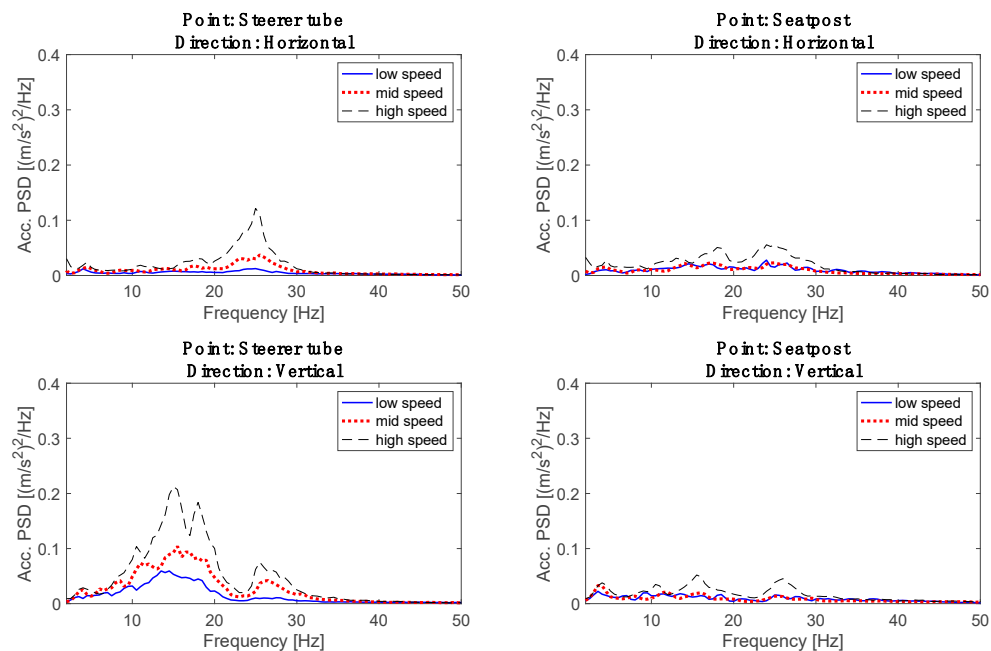 Point: Steerer tube
Direction: Horizontal
0.4
0.3
0.2
0.1
0
Acc. PSD [(m/s²)²/Hz]
low speed
mid speed
high speed
10 20 30 40 50
Frequency [Hz]
Point: Seatpost
Direction: Horizontal
0.4
0.3
0.2
0.1
0
Acc. PSD [(m/s²)²/Hz]
low speed
mid speed
high speed
10 20 30 40 50
Frequency [Hz]
Point: Steerer tube
Direction: Vertical
0.4
0.3
0.2
0.1
0
Acc. PSD [(m/s²)²/Hz]
low speed
mid speed
high speed
10 20 30 40 50
Frequency [Hz]
Point: Seatpost
Direction: Vertical
0.4
0.3
0.2
0.1
0
Acc. PSD [(m/s²)²/Hz]
low speed
mid speed
high speed
10 20 30 40 50
Frequency [Hz]